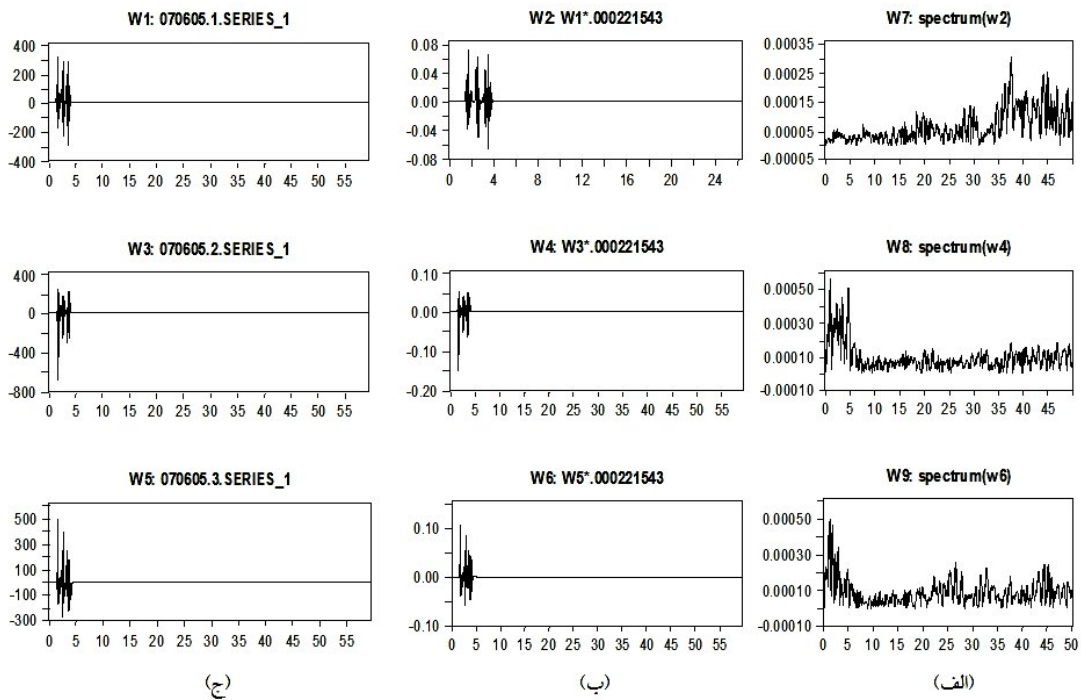 W1: 070605.1.SERIES_1
400
200
0
-200
-400
0 5 10 15 20 25 30 35 40 45 50 55
W2: W1*.000221543
0.08
0.04
0.00
-0.04
-0.08
0 4 8 12 16 20 24
W7: spectrum(w2)
0.00035
0.00015
0.00005
-0.00005
0 5 10 15 20 25 30 35 40 45
W3: 070605.2.SERIES_1
400
0
-400
-800
0 5 10 15 20 25 30 35 40 45 50 55
W4: W3*.000221543
0.10
0.00
-0.10
-0.20
0 5 10 15 20 25 30 35 40 45 50 55
W8: spectrum(w4)
0.00050
0.00030
0.00010
-0.00010
0 5 10 15 20 25 30 35 40 45
W5: 070605.3.SERIES_1
500
300
100
-100
-300
0 5 10 15 20 25 30 35 40 45 50 55
W6: W5*.000221543
0.10
0.00
-0.10
0 5 10 15 20 25 30 35 40 45 50 55
W9: spectrum(w6)
0.00050
0.00030
0.00010
-0.00010
0 5 10 15 20 25 30 35 40 45 50
(ج)
(ب)
(الف)